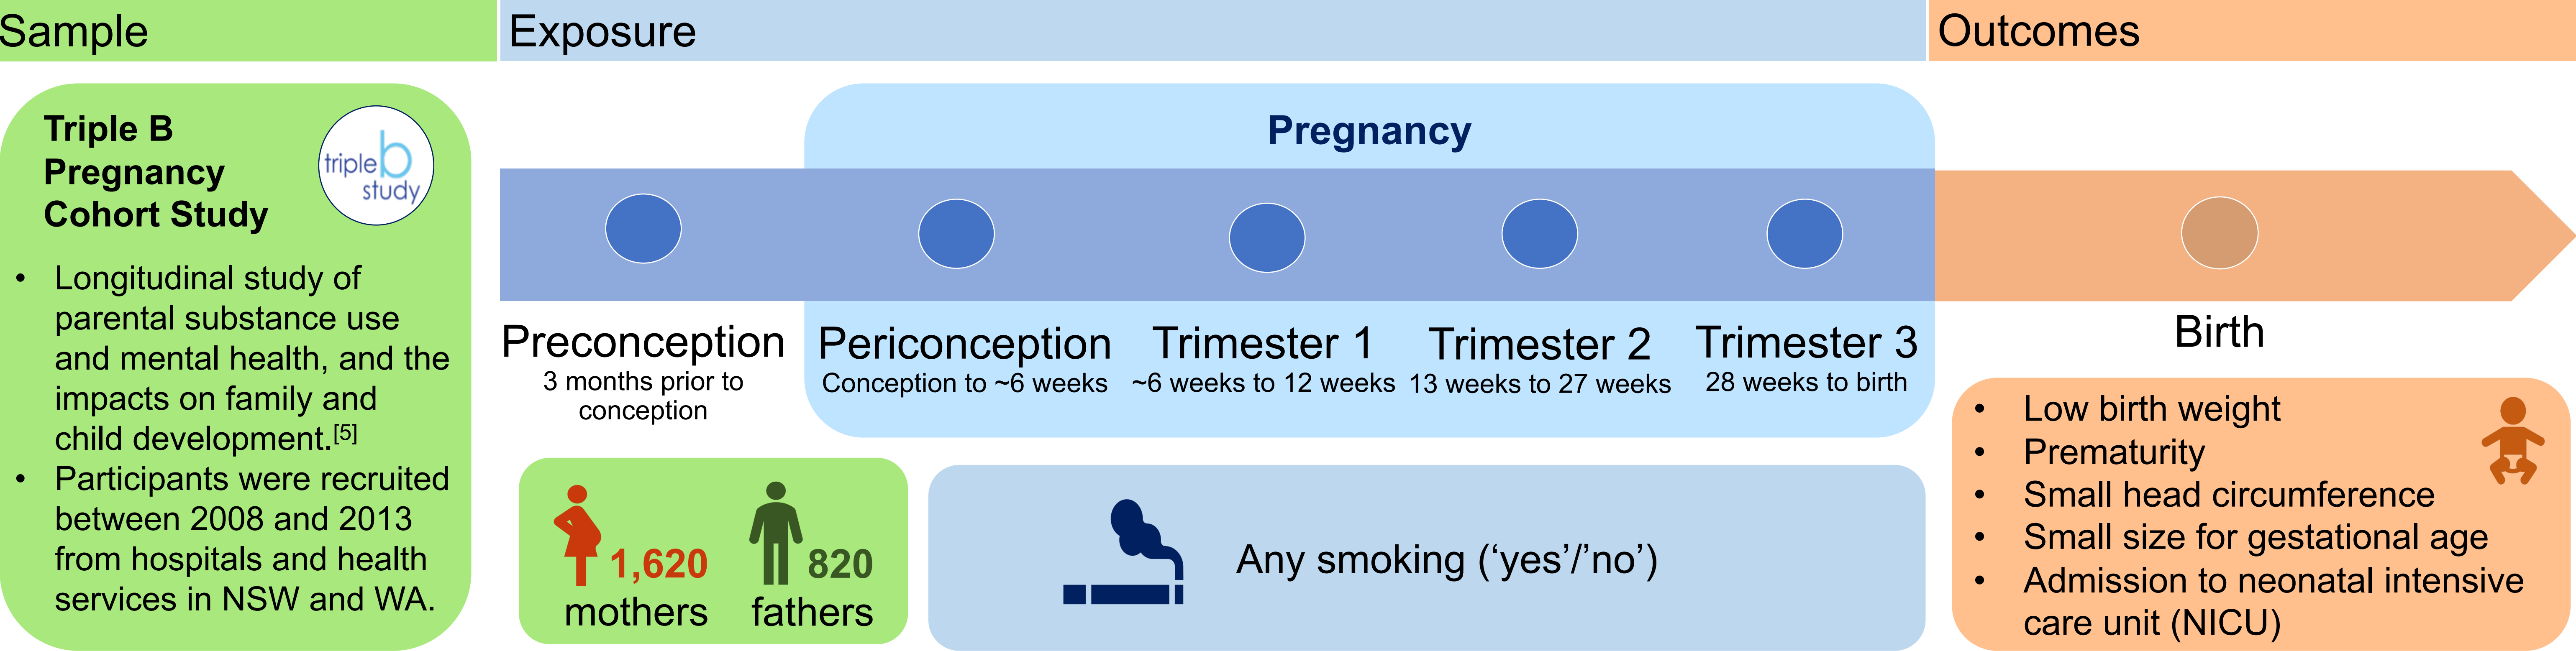 Sample
Exposure
Outcomes
Triple B
Pregnancy
Cohort Study
triple b
study
• Longitudinal study of
parental substance use
and mental health, and the
impacts on family and
child development.[5]
• Participants were recruited
between 2008 and 2013
from hospitals and health
services in NSW and WA.
Pregnancy
Preconception
3 months prior to
conception
Periconception
Conception to ~6 weeks
Trimester 1
~6 weeks to 12 weeks
Trimester 2
13 weeks to 27 weeks
Trimester 3
28 weeks to birth
1,620
mothers
820
fathers
Any smoking (‘yes’/’no’)
Birth
• Low birth weight
• Prematurity
• Small head circumference
• Small size for gestational age
• Admission to neonatal intensive
care unit (NICU)